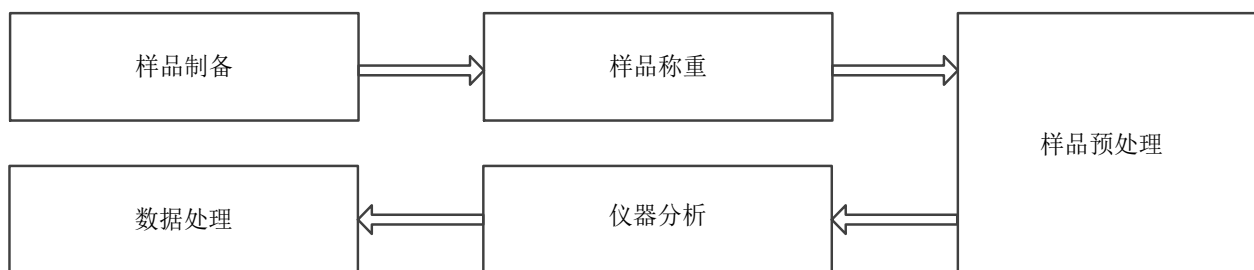 样品制备
样品称重
样品预处理
仪器分析
数据处理